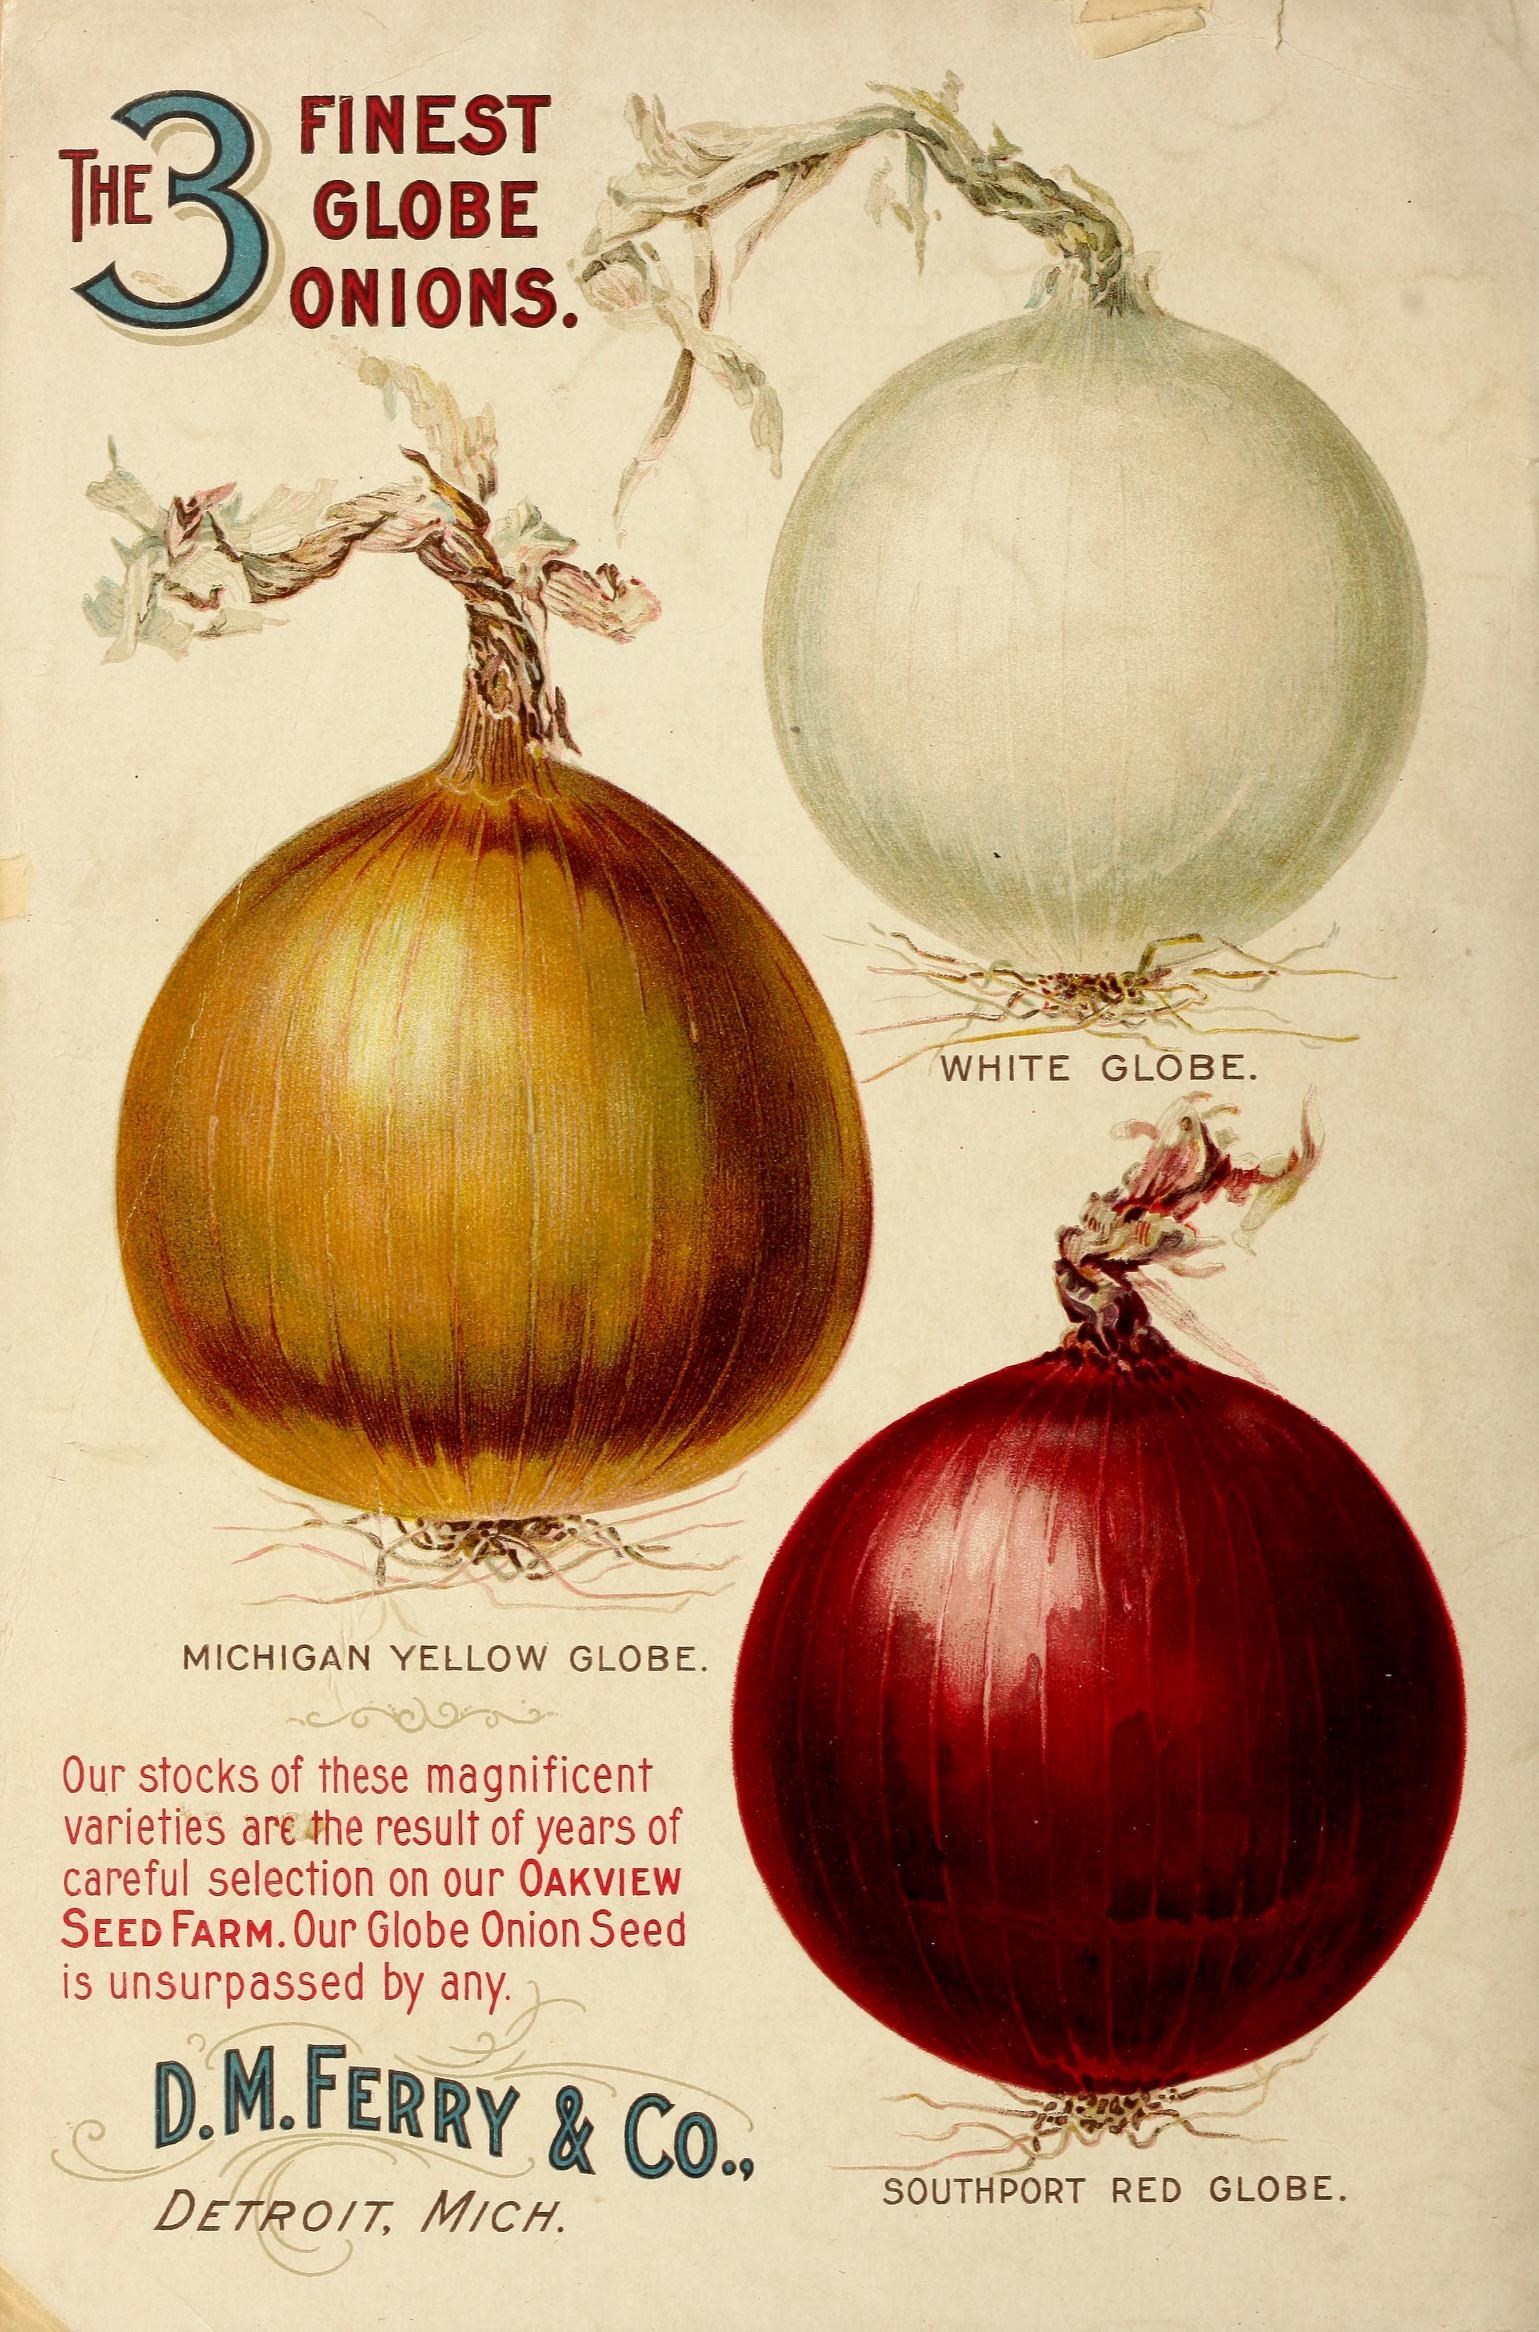 THE 3 FINEST
GLOBE
ONIONS.
WHITE GLOBE.
MICHIGAN YELLOW GLOBE.
Our stocks of these magnificent
varieties are the result of years of
careful selection on our OAKVIEW
SEED FARM. Our Globe Onion Seed
is unsurpassed by any.
D.M. FERRY & CO.,
DETROIT, MICH.
SOUTHPORT RED GLOBE.